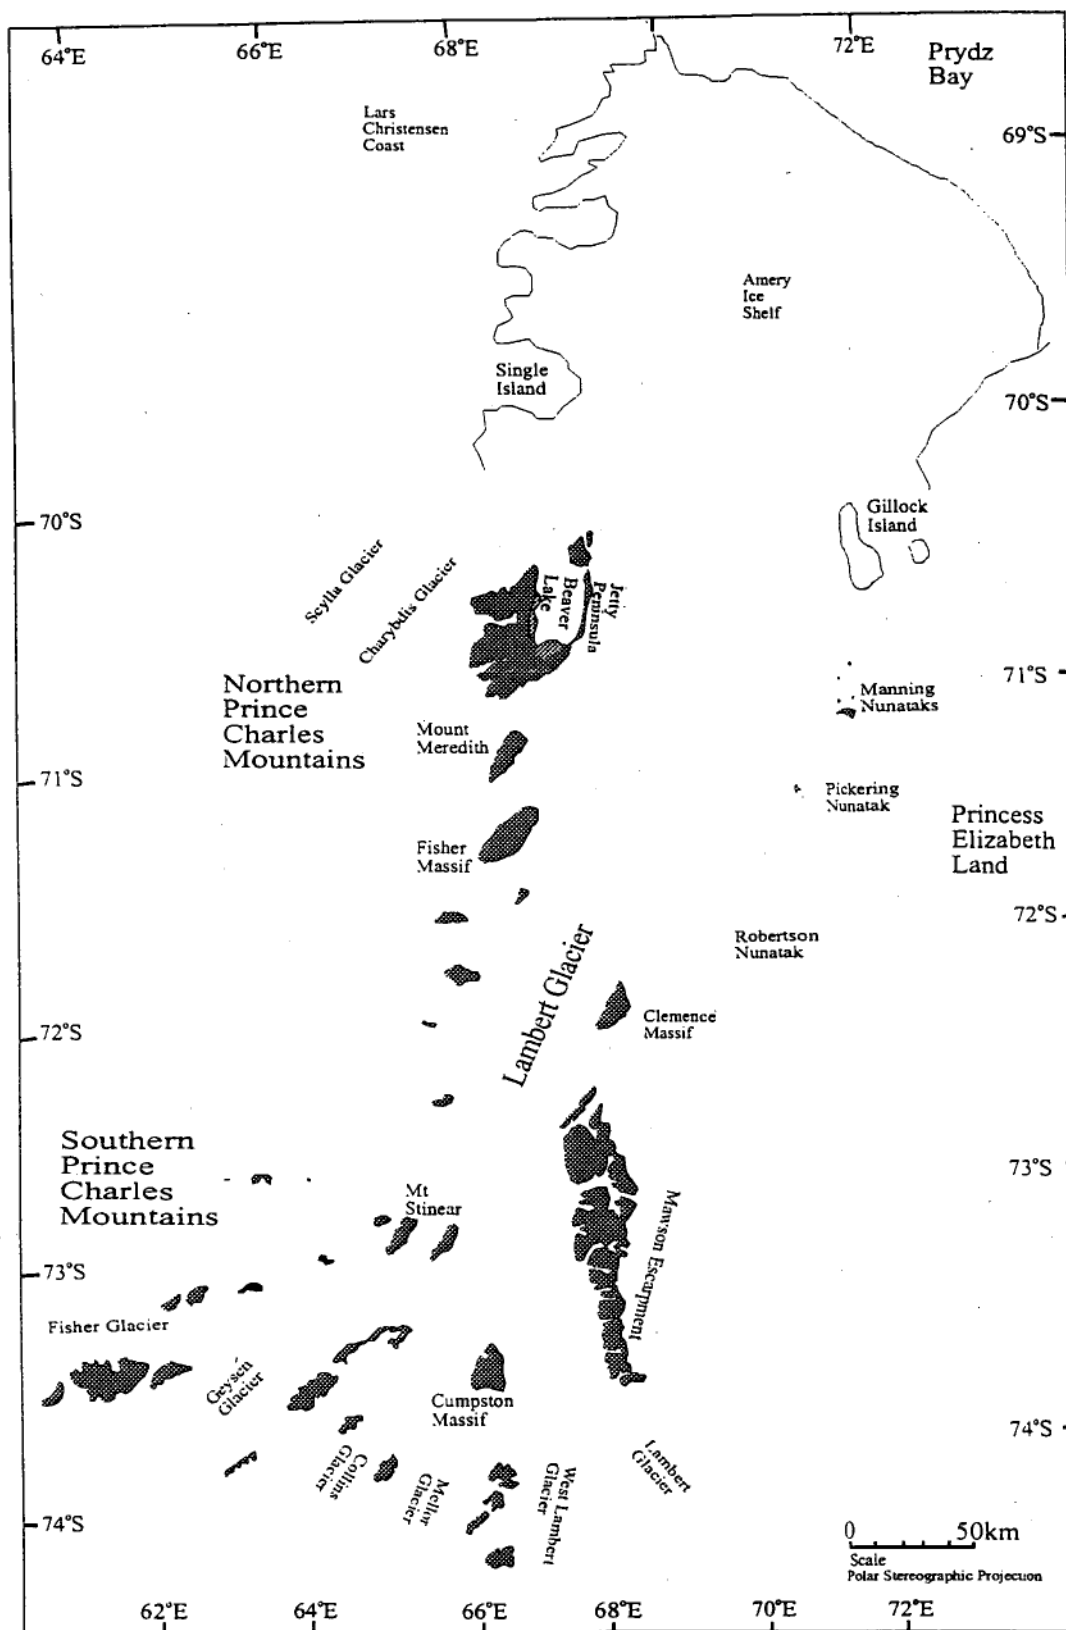 64°E
66°E
68°E
72°E
Prydz
Bay
Lars
Christensen
Coast
69°S
Amery
Ice
Shelf
Single
Island
70°S
70°S
Gillock
Island
Scylla Glacier
Charybdis Glacier
Beaver
Lake
Jetty
Peninsula
71°S
Northern
Prince
Charles
Mountains
Manning
Nunataks
Mount
Meredith
71°S
Pickering
Nunatak
Princess
Elizabeth
Land
Fisher
Massif
72°S
Robertson
Nunatak
Lambert Glacier
Clemence
Massif
72°S
Southern
Prince
Charles
Mountains
73°S
Mt
Stinear
Mawson Escarpment
73°S
Fisher Glacier
Geysen
Glacier
Cumpston
Massif
74°S
Collins
Glacier
Mellor
Glacier
West Lambert
Glacier
Lambert
Glacier
74°S
0 50km
Scale
Polar Stereographic Projection
62°E
64°E
66°E
68°E
70°E
72°E